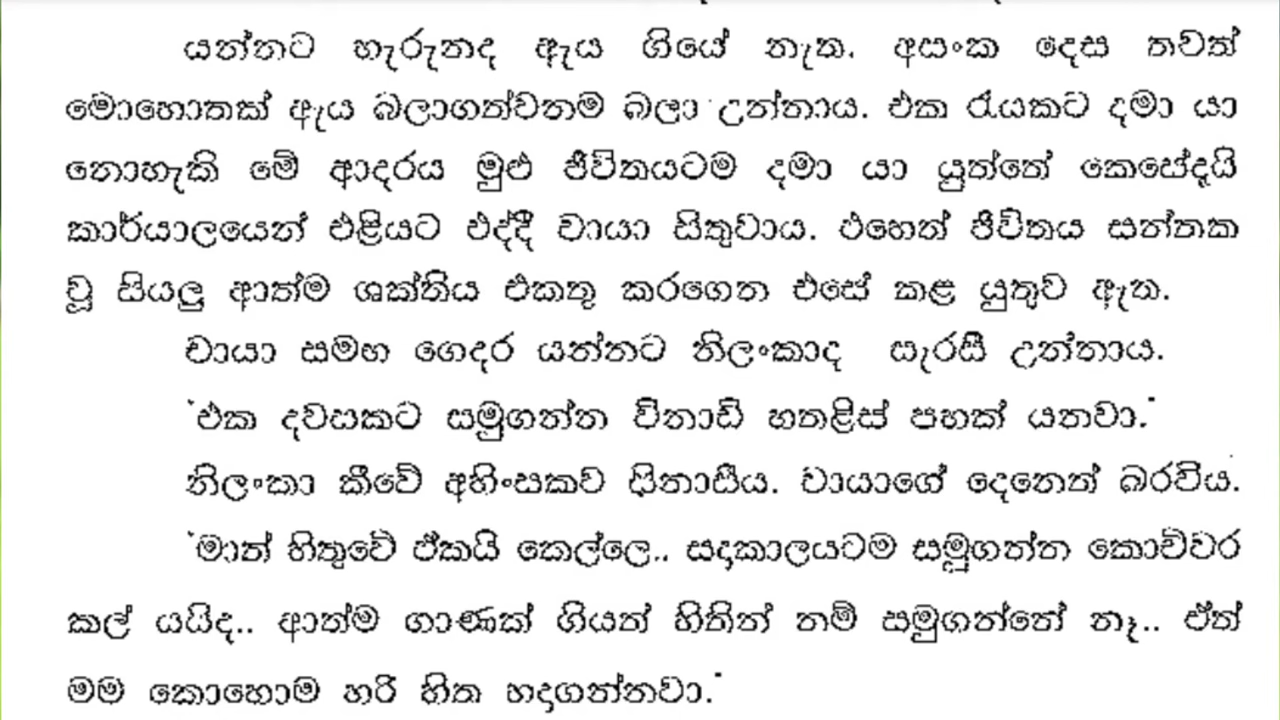 යන්නට හැරුනද ඇය ගියේ නැත. අසංක දෙස තවත්
මොහොතක් ඇය බලාගත්වනම බලා උන්නාය. එක රැයකට දමා යා
නොහැකි මේ ආදරය මුළු ජීවිතයටම දමා යා යුත්තේ කෙසේදැයි
කාර්යාලයෙන් එළියට එද්දී චායා සිතුවාය. එහෙත් ජීවිතය සන්තක
වූ සියලු ආත්ම ශක්තිය එකතු කරගෙන එසේ කළ යුතුව ඇත.
චායා සමඟ ගෙදර යන්නට නිලංකාද සැරසී උන්නාය.
'එක දවසකට සමුගන්න විනාඩි හතළිස් පහක් යනවා.'
නිලංකා කීවේ අහිංසකව සිනාසීය. චායාගේ දෙනෙත් බරවිය.
'මාත් හිතුවේ ඒකයි කෙල්ලෙ.. සදාකාලයටම සමුගන්න කොච්චර
කල් යයිද.. ආත්ම ගාණක් ගියත් හිතින් නම් සමුගන්නේ නෑ.. ඒත්
මම කොහොම හරි හිත හදාගන්නවා.'